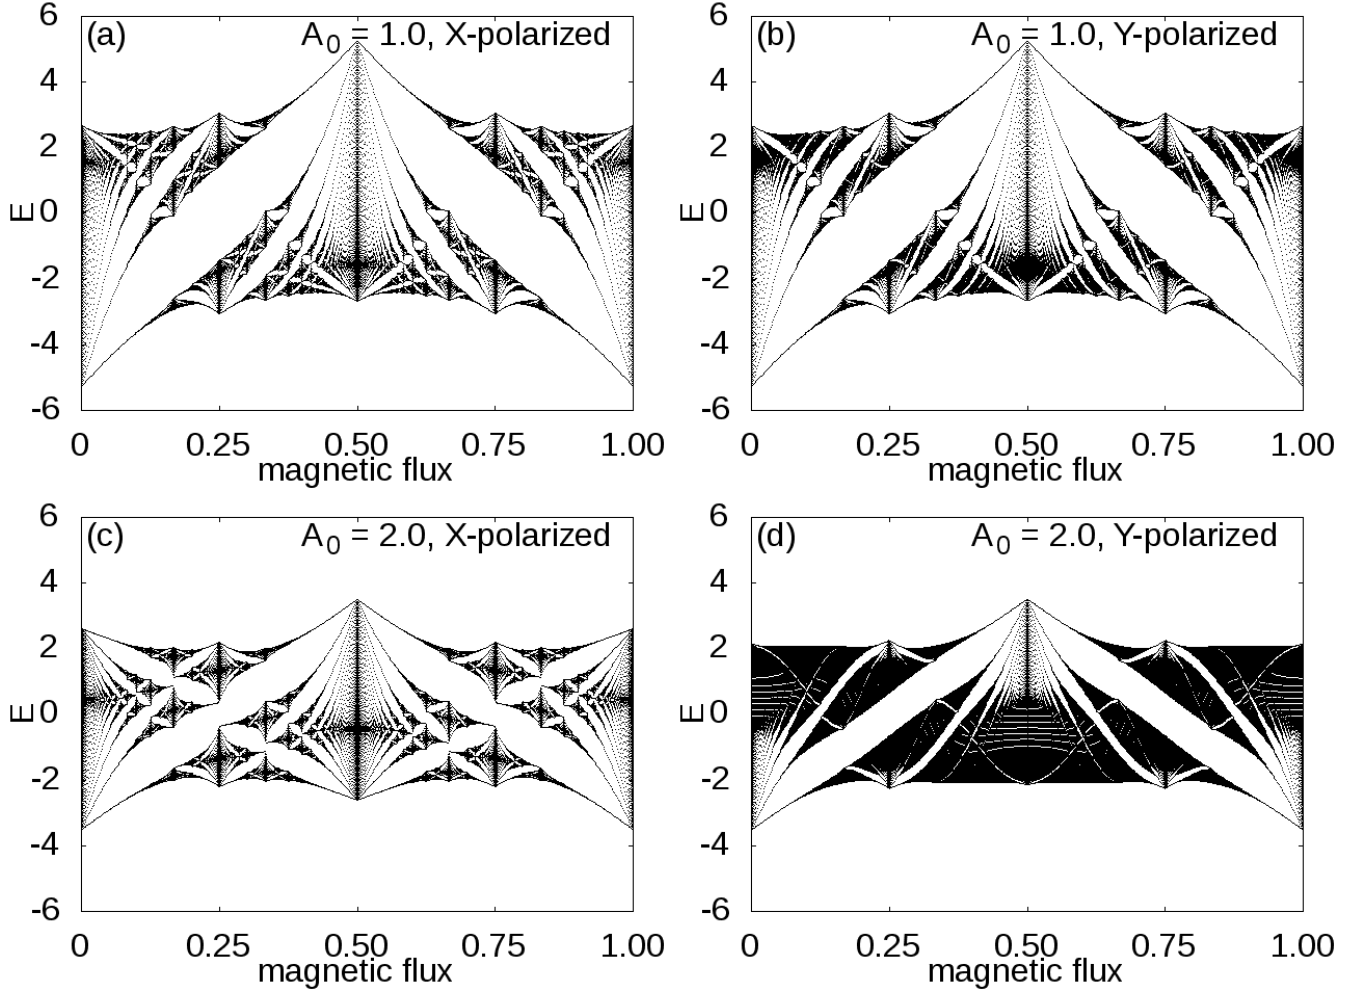 (a) A0 = 1.0, X-polarized
6
4
2
0
-2
-4
-6
E
0 0.25 0.50 0.75 1.00
magnetic flux
(b) A0 = 1.0, Y-polarized
6
4
2
0
-2
-4
-6
E
0 0.25 0.50 0.75 1.00
magnetic flux
(c) A0 = 2.0, X-polarized
6
4
2
0
-2
-4
-6
E
0 0.25 0.50 0.75 1.00
magnetic flux
(d) A0 = 2.0, Y-polarized
6
4
2
0
-2
-4
-6
E
0 0.25 0.50 0.75 1.00
magnetic flux